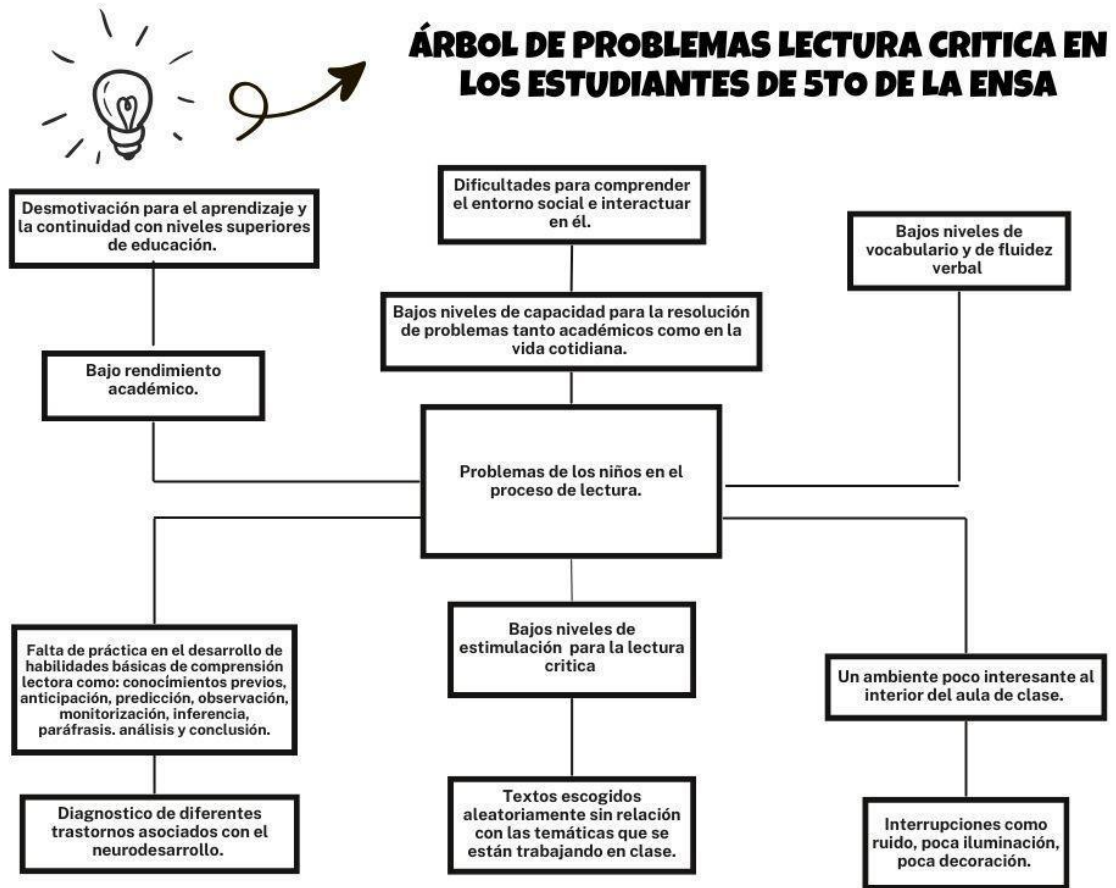 ÁRBOL DE PROBLEMAS LECTURA CRITICA EN
LOS ESTUDIANTES DE 5TO DE LA ENSA
Desmotivación para el aprendizaje y
la continuidad con niveles superiores
de educación.
Dificultades para comprender
el entorno social e interactuar
en él.
Bajos niveles de
vocabulario y de fluidez
verbal
Bajos niveles de capacidad para la resolución
de problemas tanto académicos como en la
vida cotidiana.
Bajo rendimiento
académico.
Problemas de los niños en el
proceso de lectura.
Falta de práctica en el desarrollo de
habilidades básicas de comprensión
lectora como: conocimientos previos,
anticipación, predicción, observación,
monitorización, inferencia,
paráfrasis. análisis y conclusión.
Bajos niveles de
estimulación para la lectura
critica
Un ambiente poco interesante al
interior del aula de clase.
Diagnostico de diferentes
trastornos asociados con el
neurodesarrollo.
Textos escogidos
aleatoriamente sin relación
con las temáticas que se
están trabajando en clase.
Interrupciones como
ruido, poca iluminación,
poca decoración.